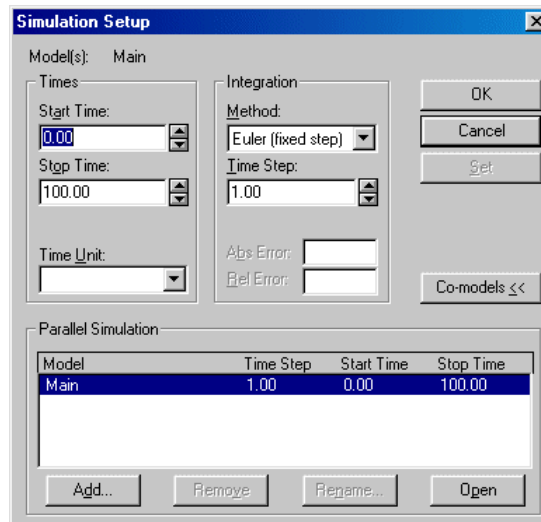 Simulation Setup
Model(s): Main
Times
Start Time:
0.00
Stop Time:
100.00
Time Unit:
Integration
Method:
Euler (fixed step)
Time Step:
1.00
Abs Error:
Rel Error:
OK
Cancel
Set
Co-models <<
Parallel Simulation
Model Time Step Start Time Stop Time
Main 1.00 0.00 100.00
Add... Remove Rename... Open